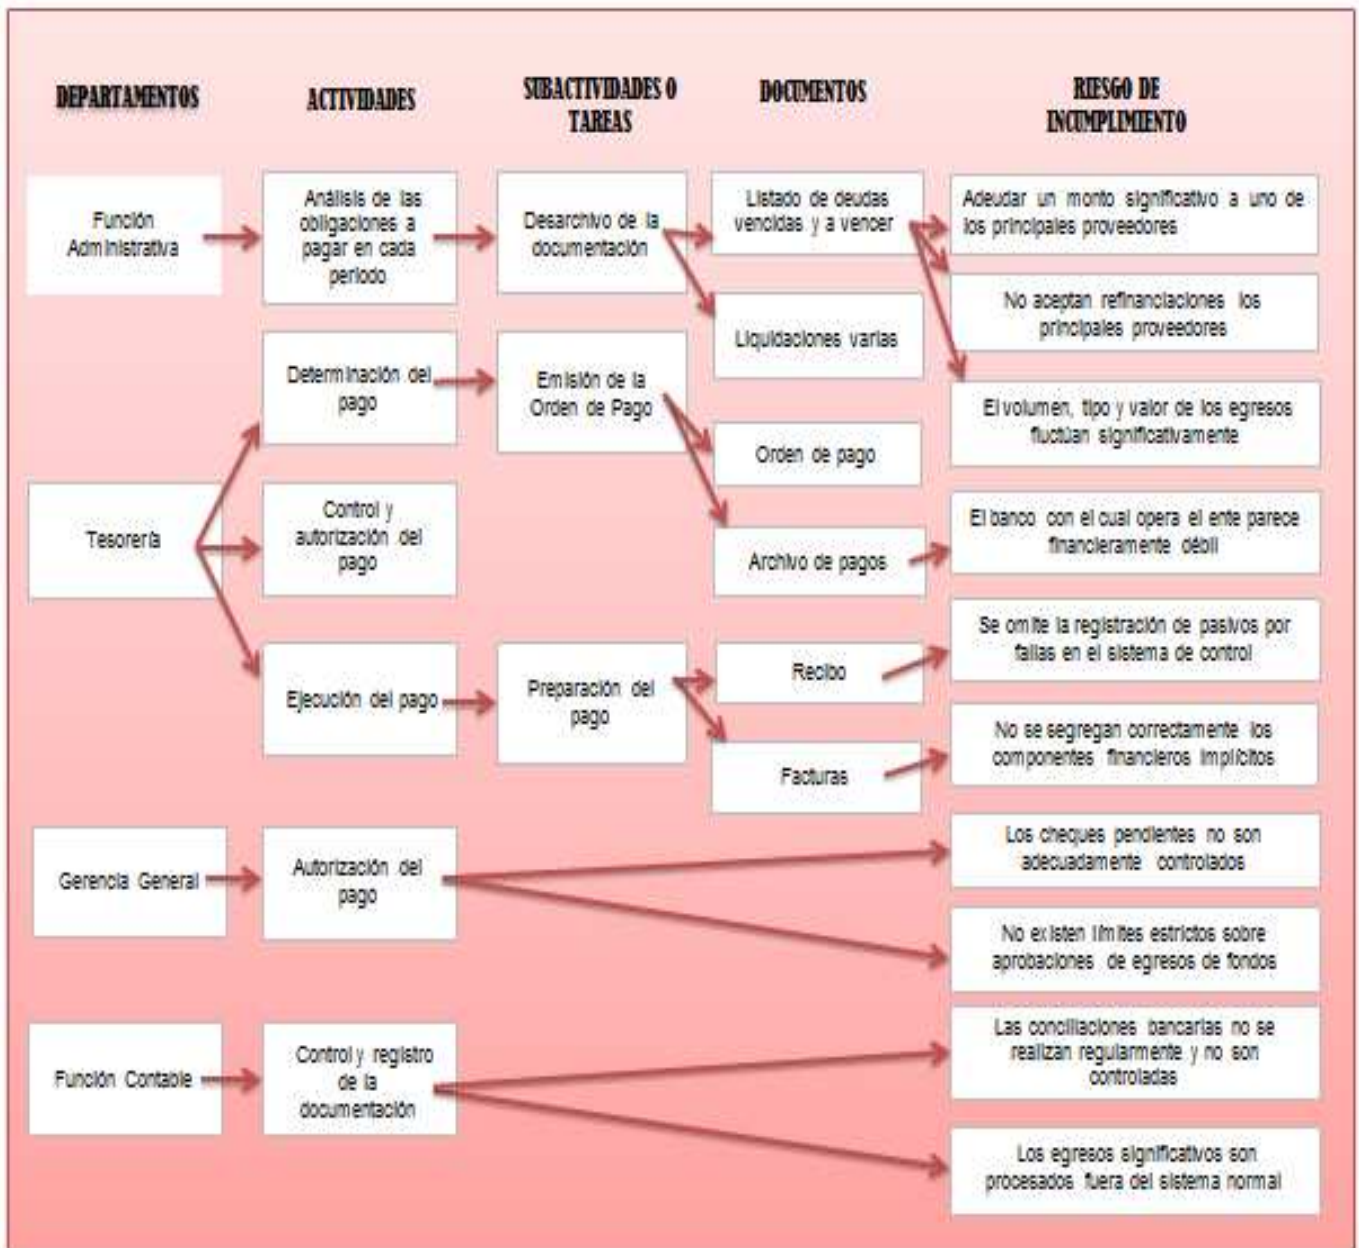 DEPARTAMENTOS
ACTIVIDADES
SUBACTIVIDADES O
TAREAS
DOCUMENTOS
RIESGO DE
INCUMPLIMIENTO
Función
Administrativa
Análisis de las
obligaciones a
pagar en cada
período
Desarchivo de la
documentación
Listado de deudas
vencidas y a vencer
Liquidaciones varias
Adeudar un monto significativo a uno de
los principales proveedores
No aceptan refinanciaciones los
principales proveedores
El volumen, tipo y valor de los egresos
fluctúan significativamente
Tesorería
Determinación del
pago
Emisión de la
Orden de Pago
Orden de pago
Archivo de pagos
El banco con el cual opera el ente parece
financieramente débil
Control y
autorización del
pago
Ejecución del pago
Preparación del
pago
Recibo
Se omite la registración de pasivos por
fallas en el sistema de control
Facturas
No se segregan correctamente los
componentes financieros implícitos
Gerencia General
Autorización del
pago
Los cheques pendientes no son
adecuadamente controlados
No existen límites estrictos sobre
aprobaciones de egresos de fondos
Función Contable
Control y registro
de la
documentación
Las conciliaciones bancarias no se
realizan regularmente y no son
controladas
Los egresos significativos son
procesados fuera del sistema normal